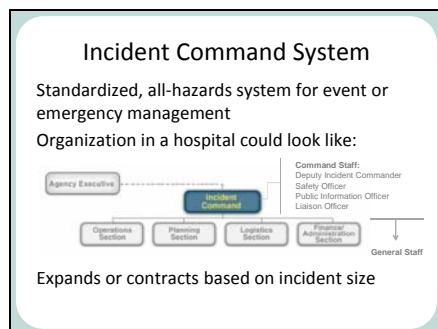 Incident Command System
Standardized, all-hazards system for event or
emergency management
Organization in a hospital could look like:
Command Staff:
Deputy Incident Commander
Safety Officer
Public Information Officer
Liaison Officer
Agency Executive
Incident
Command
Operations
Section
Planning
Section
Logistics
Section
Finance/
Administration
Section
General Staff
Expands or contracts based on incident size